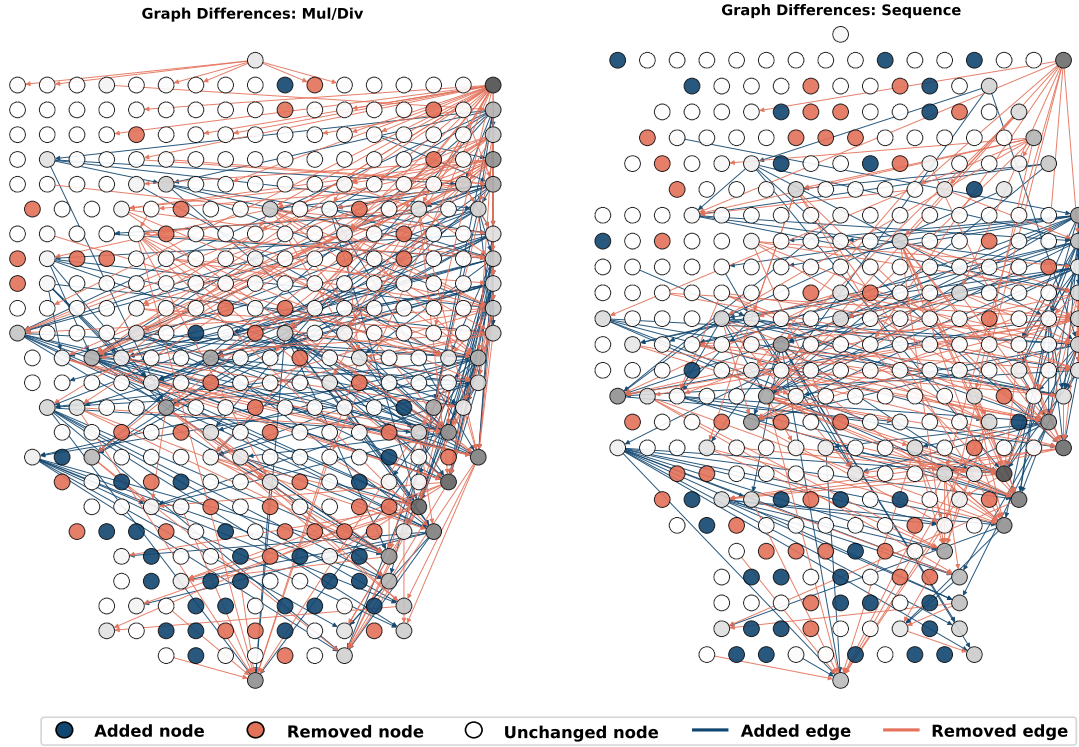 Graph Differences: Mul/Div
Graph Differences: Sequence
Added node
Removed node
Unchanged node
Added edge
Removed edge